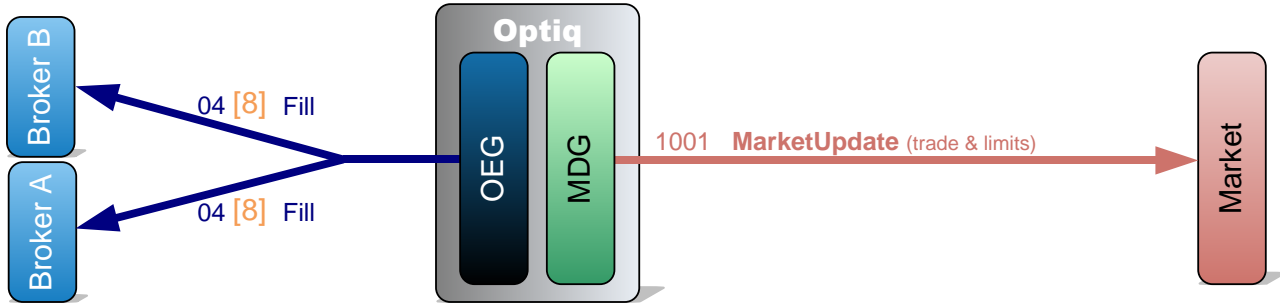 Optiq
Broker B
04 [8] Fill
OEG
MDG
1001 MarketUpdate (trade & limits)
Market
Broker A
04 [8] Fill